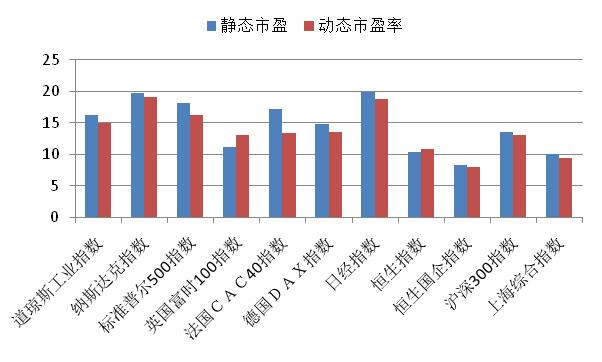 静态市盈 动态市盈率
25
20
15
10
5
0
道琼斯工业指数
纳斯达克指数
标准普尔500指数
英国富时100指数
法国ＣＡＣ40指数
德国ＤＡＸ指数
日经指数
恒生指数
恒生国企指数
沪深300指数
上海综合指数